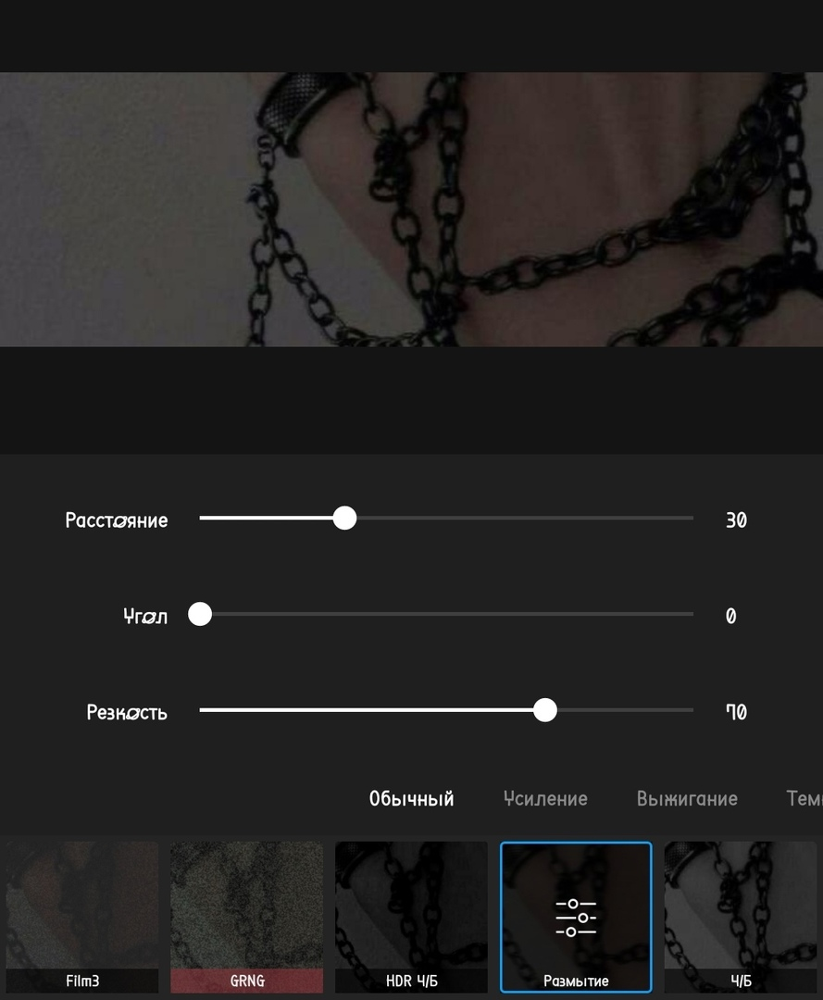 Расстояние 30
Угол 0
Резкость 70
Обычный Усиление Выжигание
Film3 GRNG HDR Ч/Б Размытие Ч/Б